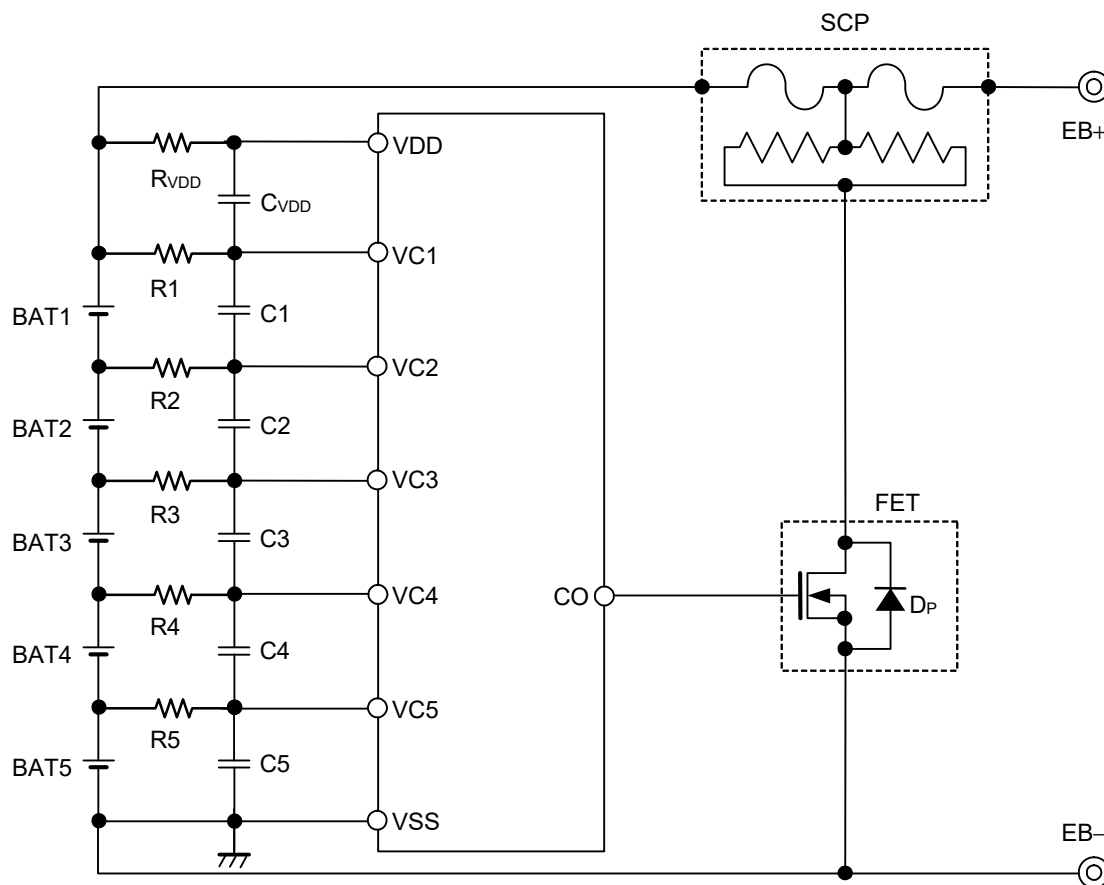 SCP
EB+
VDD
RVDD
CVDD
VC1
R1
BAT1
C1
VC2
R2
BAT2
C2
VC3
R3
FET
BAT3
C3
CO
VC4
DP
R4
BAT4
C4
VC5
R5
BAT5
C5
VSS
EB−